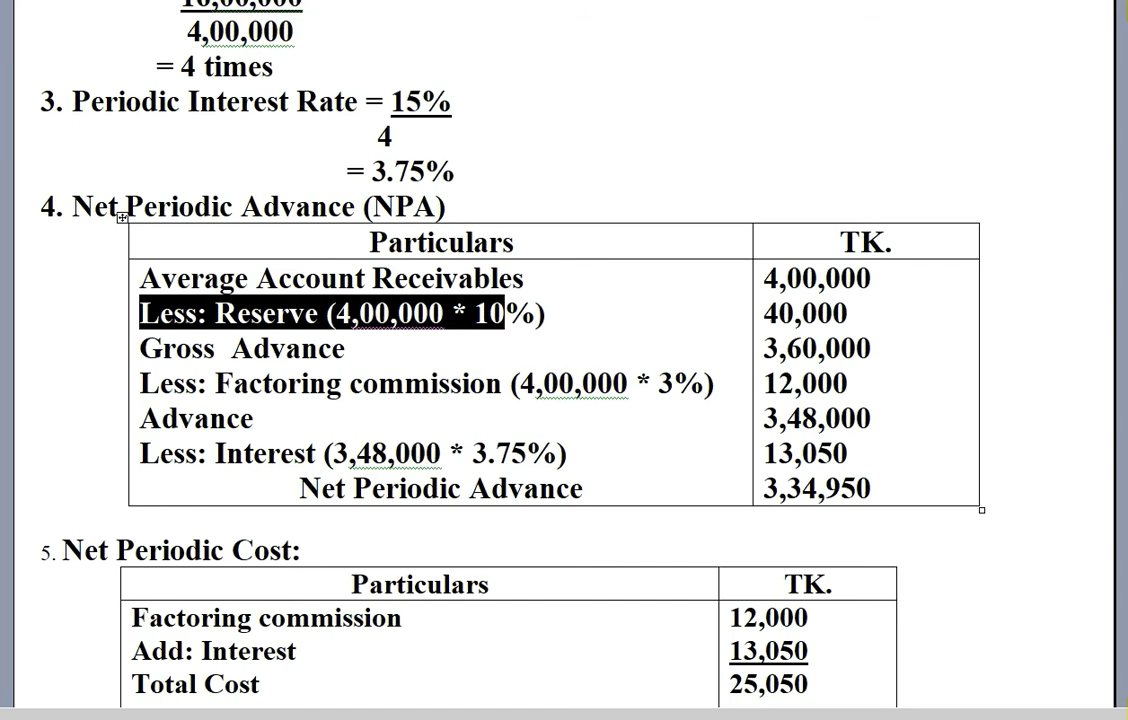 16,00,000
4,00,000
= 4 times
3. Periodic Interest Rate = 15%
4
= 3.75%
4. Net Periodic Advance (NPA)
Particulars TK.
Average Account Receivables 4,00,000
Less: Reserve (4,00,000 * 10%) 40,000
Gross Advance 3,60,000
Less: Factoring commission (4,00,000 * 3%) 12,000
Advance 3,48,000
Less: Interest (3,48,000 * 3.75%) 13,050
Net Periodic Advance 3,34,950
5. Net Periodic Cost:
Particulars TK.
Factoring commission 12,000
Add: Interest 13,050
Total Cost 25,050